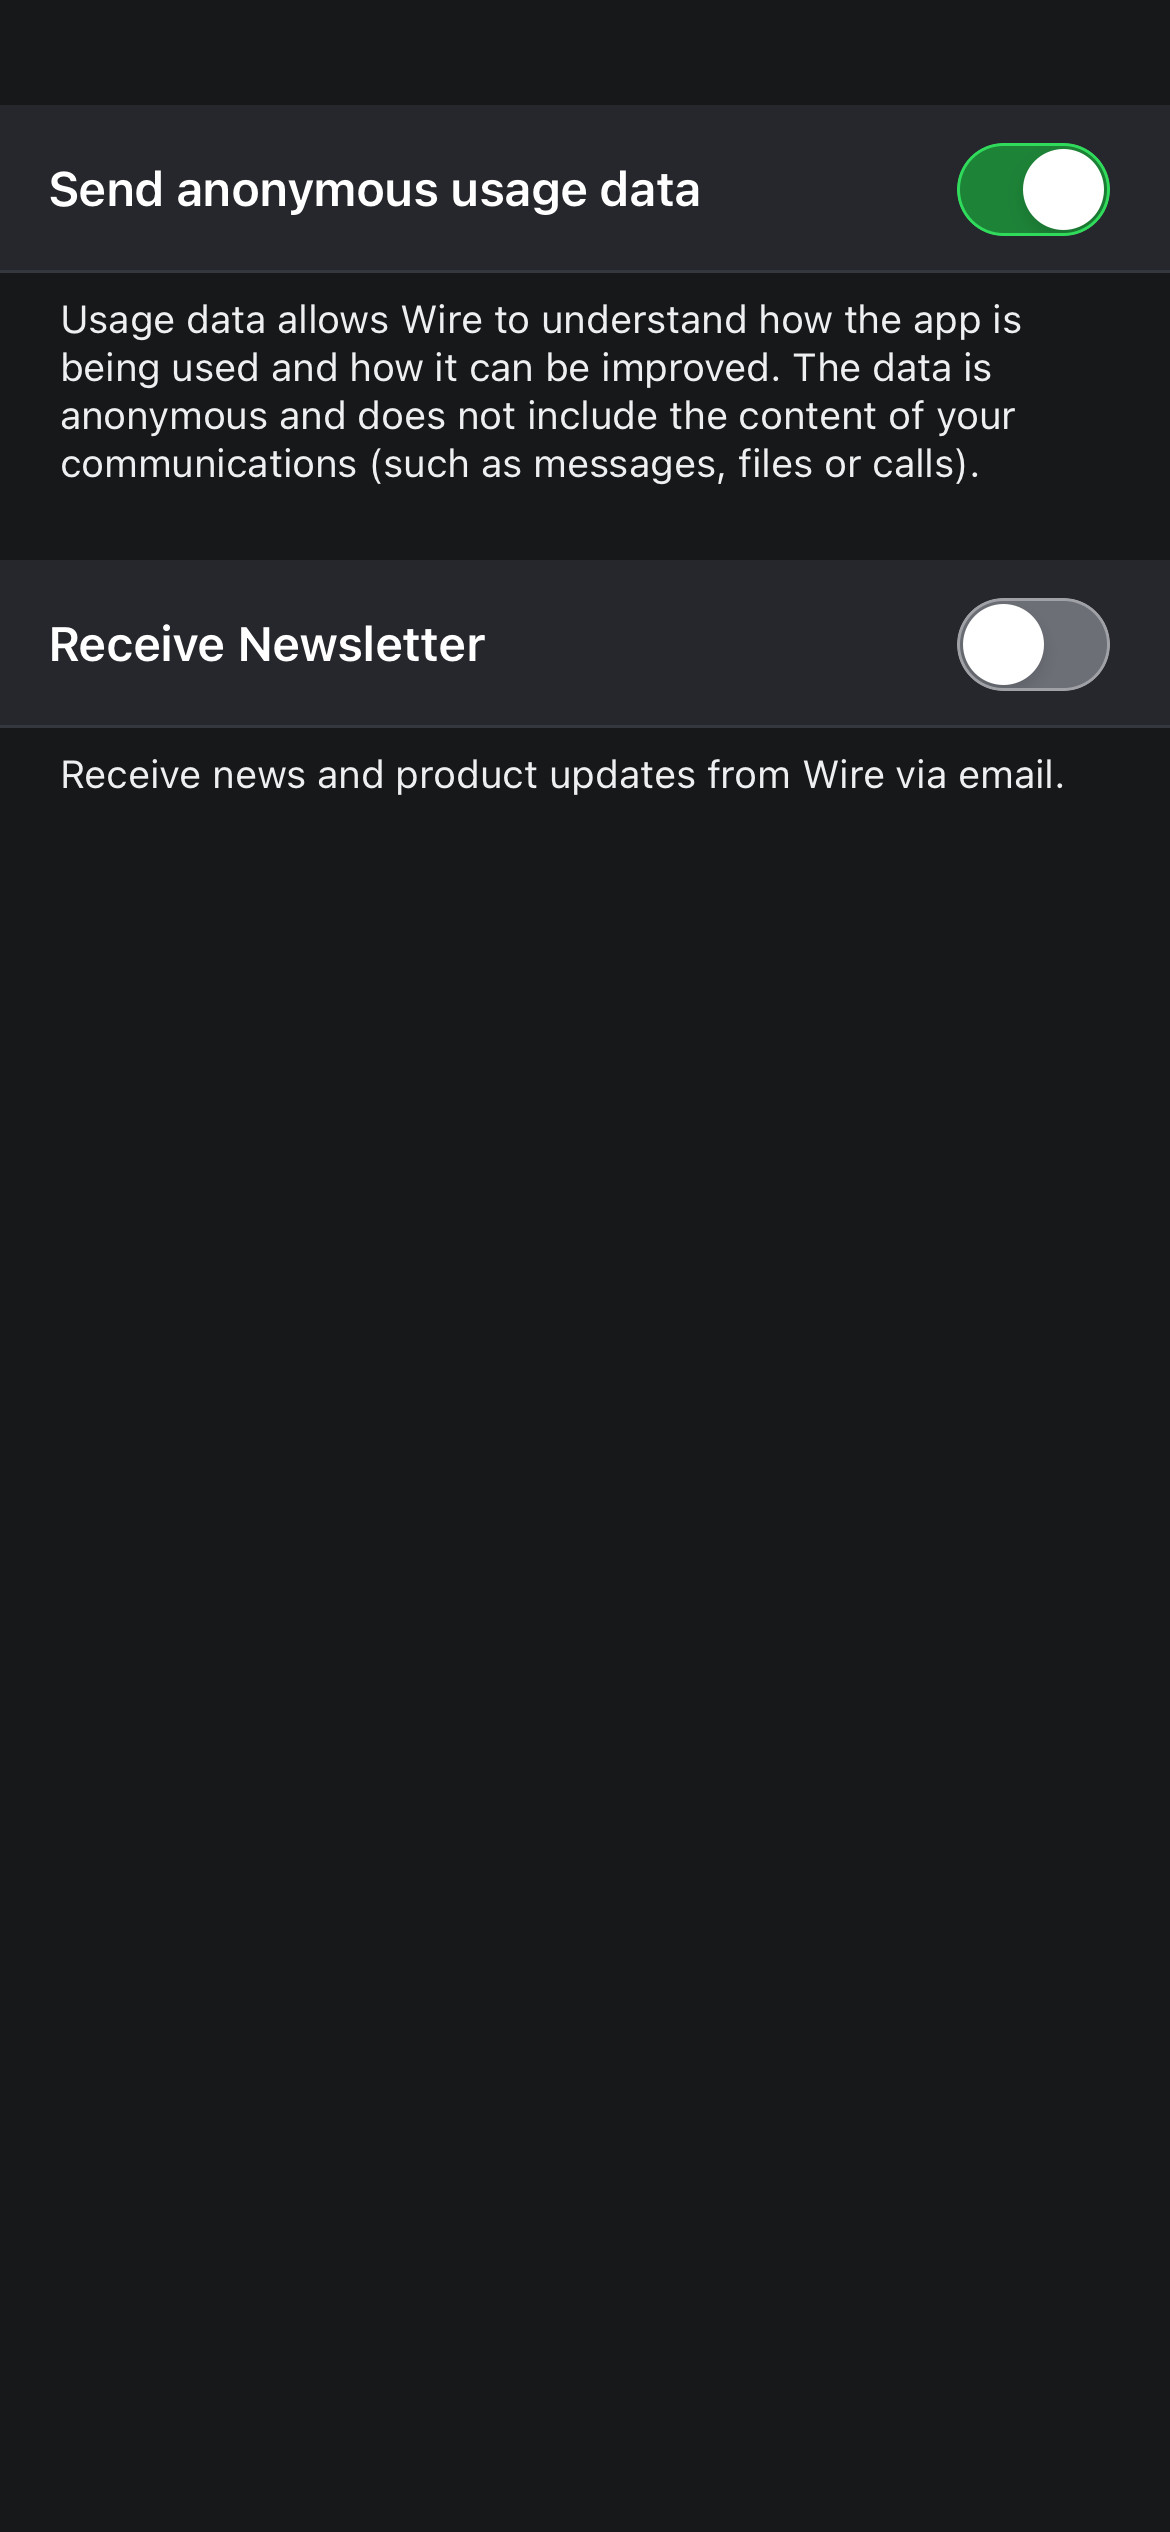 Send anonymous usage data
Usage data allows Wire to understand how the app is
being used and how it can be improved. The data is
anonymous and does not include the content of your
communications (such as messages, files or calls).
Receive Newsletter
Receive news and product updates from Wire via email.